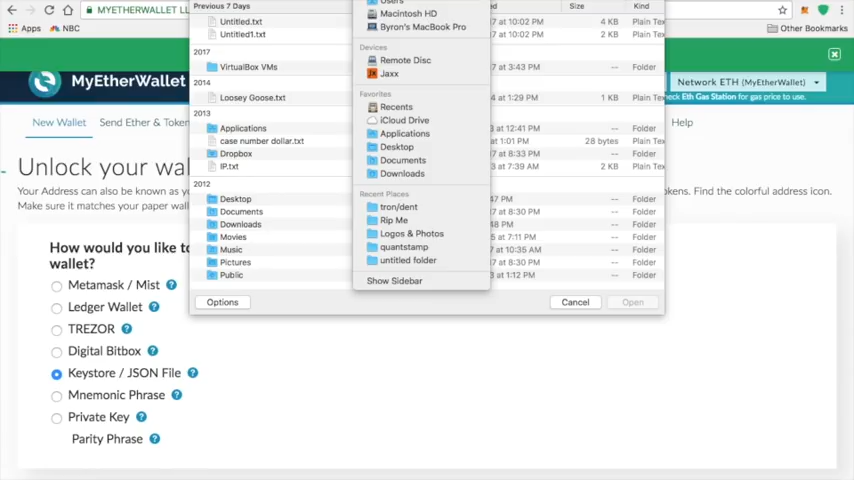 MYETHERWALLET LL
Apps
NBC
Other Bookmarks
MyEtherWallet
Network ETH (MyEtherWallet)
heck Eth Gas Station for gas price to use.
New Wallet
Send Ether & Token
Help
Unlock your wal
Your Address can also be known as yo
okens. Find the colorful address icon.
Make sure it matches your paper wall
How would you like to
wallet?
Metamask / Mist ?
Ledger Wallet ?
TREZOR ?
Digital Bitbox ?
Keystore / JSON File ?
Mnemonic Phrase ?
Private Key ?
Parity Phrase ?
Previous 7 Days
Size
Kind
Untitled.txt
7 at 10:02 PM
4 KB
Plain Tex
Untitled1.txt
7 at 10:02 PM
2 KB
Plain Tex
2017
VirtualBox VMs
7 at 3:43 PM
--
Folder
2014
Loosey Goose.txt
4 at 1:29 PM
1 KB
Plain Tex
2013
Applications
3 at 12:41 PM
--
Folder
case number dollar.txt
at 1:01 PM
28 bytes
Plain Tex
Dropbox
7 at 8:33 PM
--
Folder
IP.txt
3 at 7:39 AM
2 KB
Plain Tex
2012
Desktop
47 PM
--
Folder
Documents
7 at 8:30 PM
--
Folder
Downloads
48 PM
--
Folder
Movies
5 at 7:11 PM
--
Folder
Music
7 at 10:35 AM
--
Folder
Pictures
7 at 8:30 PM
--
Folder
Public
3 at 1:12 PM
--
Folder
Users
Macintosh HD
Byron's MacBook Pro
Devices
Remote Disc
Jaxx
Favorites
Recents
iCloud Drive
Applications
Desktop
Documents
Downloads
Recent Places
tron/dent
Rip Me
Logos & Photos
quantstamp
untitled folder
Show Sidebar
Options
Cancel
Open